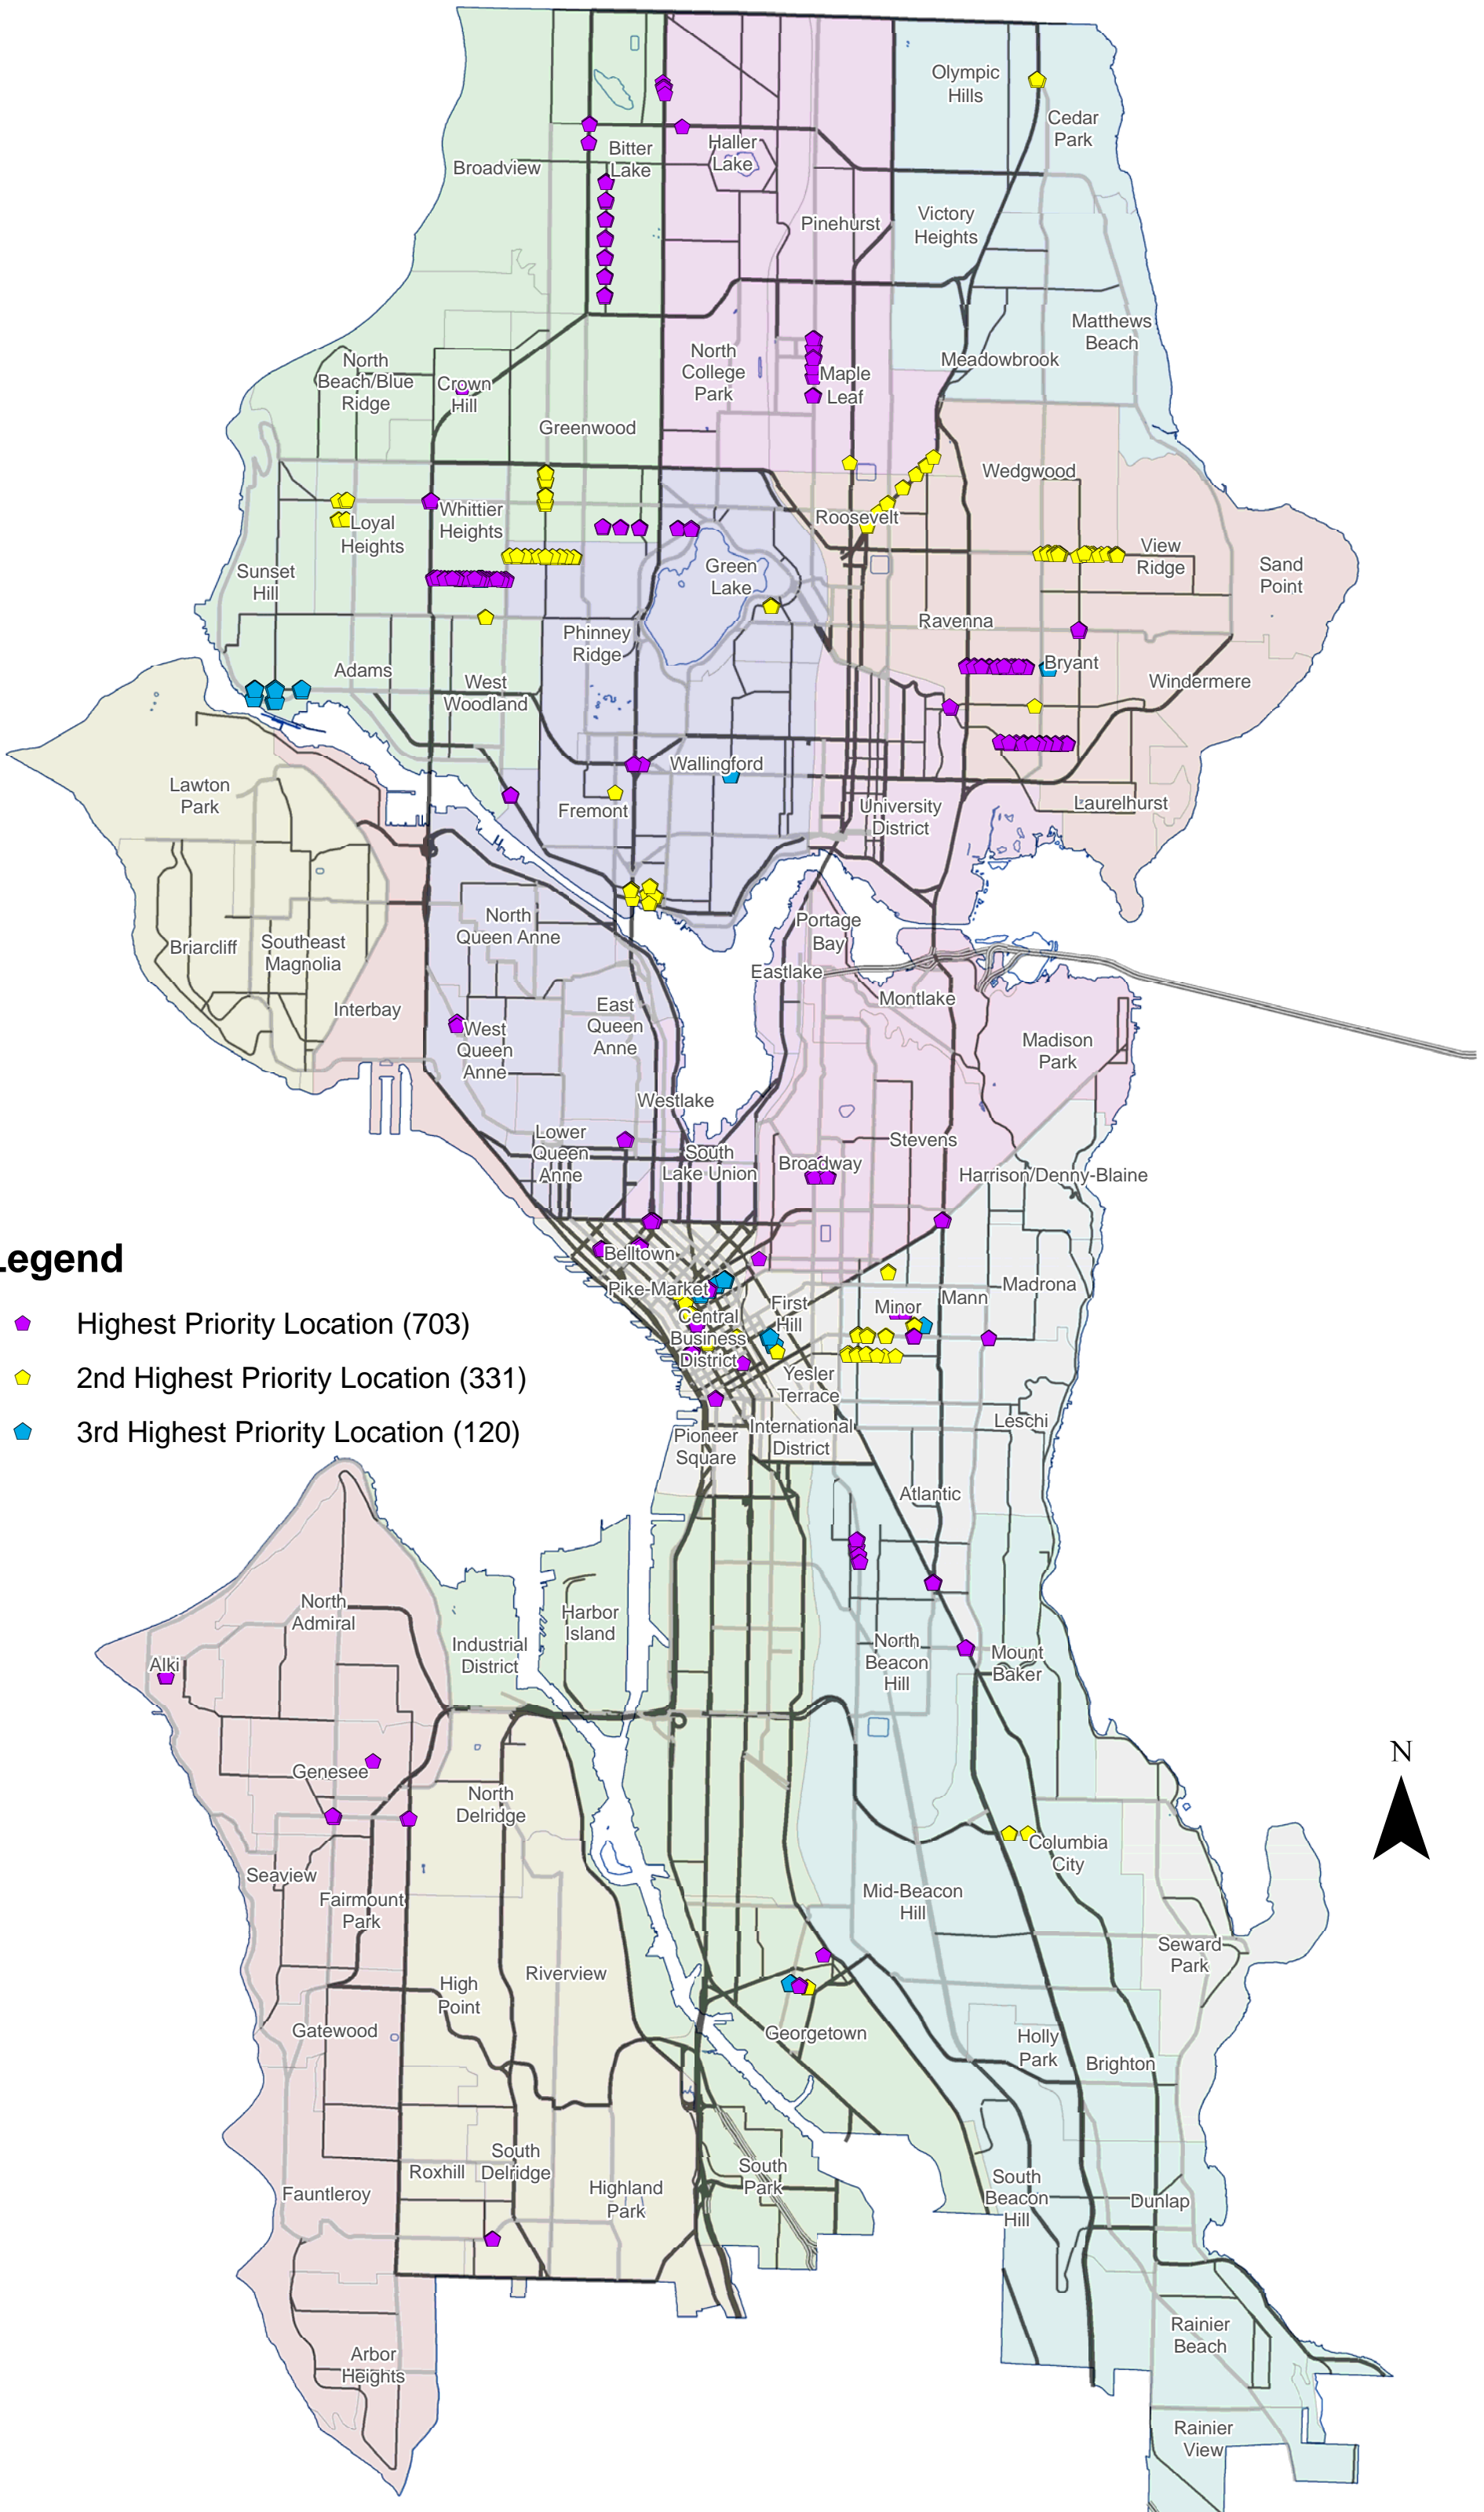 Olympic
Hills
Cedar
Park
Broadview
Bitter
Lake
Haller
Lake
Pinehurst
Victory
Heights
Matthews
Beach
Meadowbrook
North
Beach/Blue
Ridge
Crown
Hill
North
College
Park
Maple
Leaf
Greenwood
Wedgwood
Whittier
Heights
Loyal
Heights
Roosevelt
View
Ridge
Sand
Point
Sunset
Hill
Green
Lake
Phinney
Ridge
Ravenna
Bryant
Adams
West
Woodland
Windermere
Wallingford
Lawton
Park
Fremont
University
District
Laurelhurst
North
Queen Anne
Portage
Bay
Briarcliff
Southeast
Magnolia
Eastlake
Montlake
Interbay
East
Queen
Anne
West
Queen
Anne
Madison
Park
Westlake
Lower
Queen
Anne
South
Lake Union
Broadway
Stevens
Harrison/Denny-Blaine
Belltown
Pike-Market
Central
Business
District
First
Hill
Minor
Mann
Madrona
Yesler
Terrace
Leschi
Pioneer
Square
International
District
Atlantic
Legend
Highest Priority Location (703)
2nd Highest Priority Location (331)
3rd Highest Priority Location (120)
North
Admiral
Harbor
Island
Industrial
District
Alki
North
Beacon
Hill
Mount
Baker
N
Genesee
North
Delridge
Columbia
City
Seaview
Fairmount
Park
Mid-Beacon
Hill
Seward
Park
High
Point
Riverview
Gatewood
Georgetown
Holly
Park
Brighton
Roxhill
South
Delridge
Highland
Park
South
Park
South
Beacon
Hill
Dunlap
Fauntleroy
Rainier
Beach
Arbor
Heights
Rainier
View